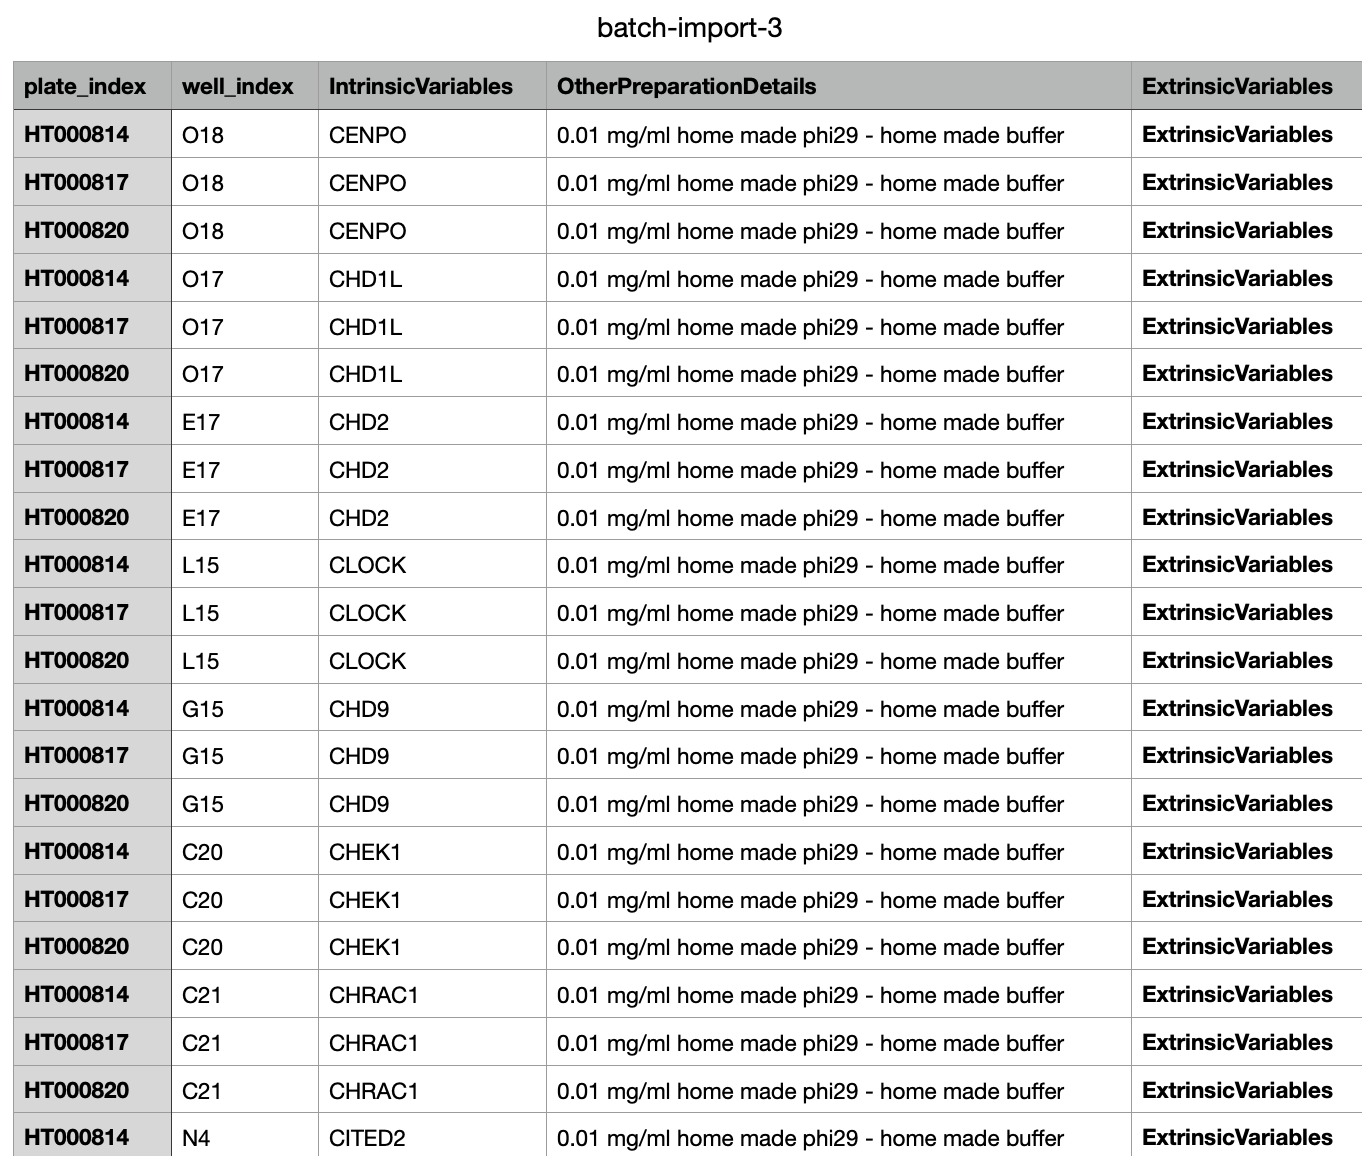 batch-import-3
plate_index well_index IntrinsicVariables OtherPreparationDetails ExtrinsicVariables
HT000814 O18 CENPO 0.01 mg/ml home made phi29 - home made buffer ExtrinsicVariables
HT000817 O18 CENPO 0.01 mg/ml home made phi29 - home made buffer ExtrinsicVariables
HT000820 O18 CENPO 0.01 mg/ml home made phi29 - home made buffer ExtrinsicVariables
HT000814 O17 CHD1L 0.01 mg/ml home made phi29 - home made buffer ExtrinsicVariables
HT000817 O17 CHD1L 0.01 mg/ml home made phi29 - home made buffer ExtrinsicVariables
HT000820 O17 CHD1L 0.01 mg/ml home made phi29 - home made buffer ExtrinsicVariables
HT000814 E17 CHD2 0.01 mg/ml home made phi29 - home made buffer ExtrinsicVariables
HT000817 E17 CHD2 0.01 mg/ml home made phi29 - home made buffer ExtrinsicVariables
HT000820 E17 CHD2 0.01 mg/ml home made phi29 - home made buffer ExtrinsicVariables
HT000814 L15 CLOCK 0.01 mg/ml home made phi29 - home made buffer ExtrinsicVariables
HT000817 L15 CLOCK 0.01 mg/ml home made phi29 - home made buffer ExtrinsicVariables
HT000820 L15 CLOCK 0.01 mg/ml home made phi29 - home made buffer ExtrinsicVariables
HT000814 G15 CHD9 0.01 mg/ml home made phi29 - home made buffer ExtrinsicVariables
HT000817 G15 CHD9 0.01 mg/ml home made phi29 - home made buffer ExtrinsicVariables
HT000820 G15 CHD9 0.01 mg/ml home made phi29 - home made buffer ExtrinsicVariables
HT000814 C20 CHEK1 0.01 mg/ml home made phi29 - home made buffer ExtrinsicVariables
HT000817 C20 CHEK1 0.01 mg/ml home made phi29 - home made buffer ExtrinsicVariables
HT000820 C20 CHEK1 0.01 mg/ml home made phi29 - home made buffer ExtrinsicVariables
HT000814 C21 CHRAC1 0.01 mg/ml home made phi29 - home made buffer ExtrinsicVariables
HT000817 C21 CHRAC1 0.01 mg/ml home made phi29 - home made buffer ExtrinsicVariables
HT000820 C21 CHRAC1 0.01 mg/ml home made phi29 - home made buffer ExtrinsicVariables
HT000814 N4 CITED2 0.01 mg/ml home made phi29 - home made buffer ExtrinsicVariables